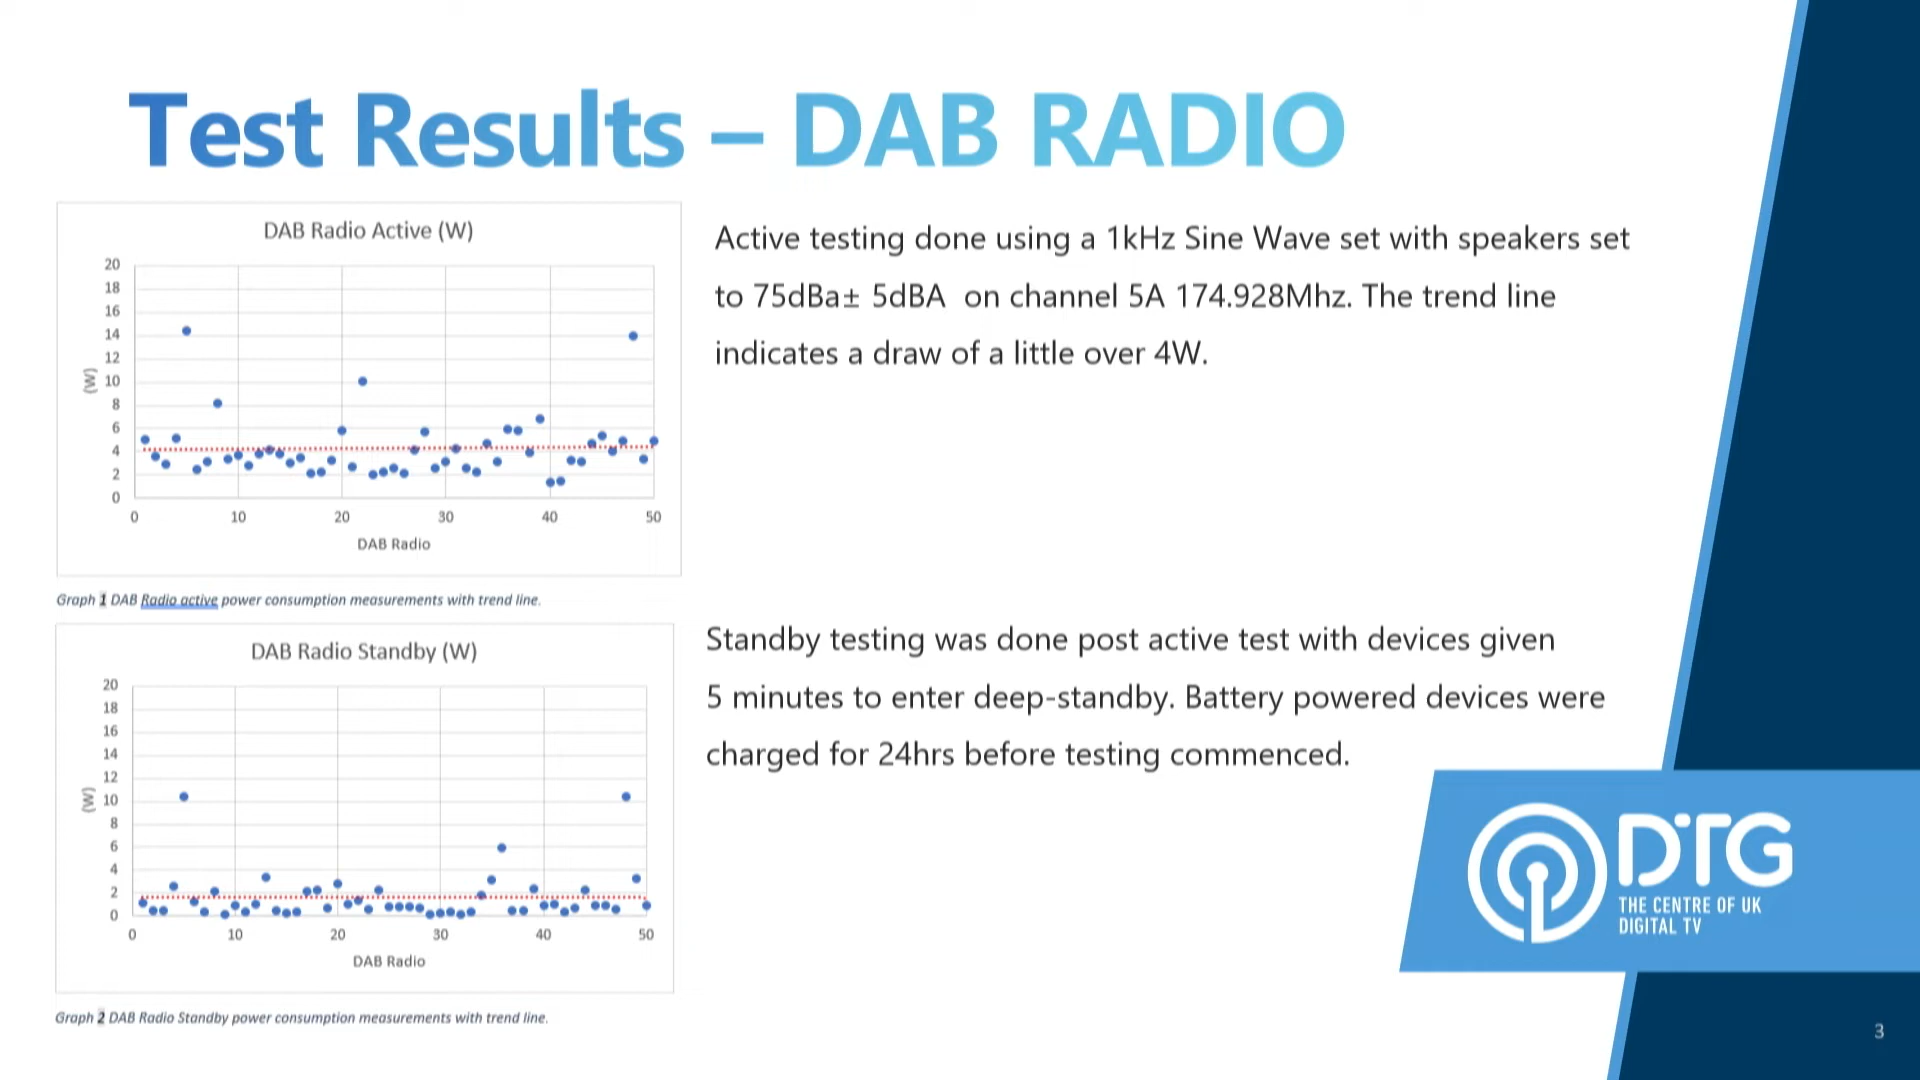 Test Results – DAB RADIO
DAB Radio Active (W)
20
18
16
14
12
10
8
6
4
2
0
(W)
0 10 20 30 40 50
DAB Radio
Graph 1 DAB Radio active power consumption measurements with trend line.
Active testing done using a 1kHz Sine Wave set with speakers set
to 75dBa± 5dBA on channel 5A 174.928Mhz. The trend line
indicates a draw of a little over 4W.
DAB Radio Standby (W)
20
18
16
14
12
10
8
6
4
2
0
(W)
0 10 20 30 40 50
DAB Radio
Graph 2 DAB Radio Standby power consumption measurements with trend line.
Standby testing was done post active test with devices given
5 minutes to enter deep-standby. Battery powered devices were
charged for 24hrs before testing commenced.
DTG
THE CENTRE OF UK
DIGITAL TV
3